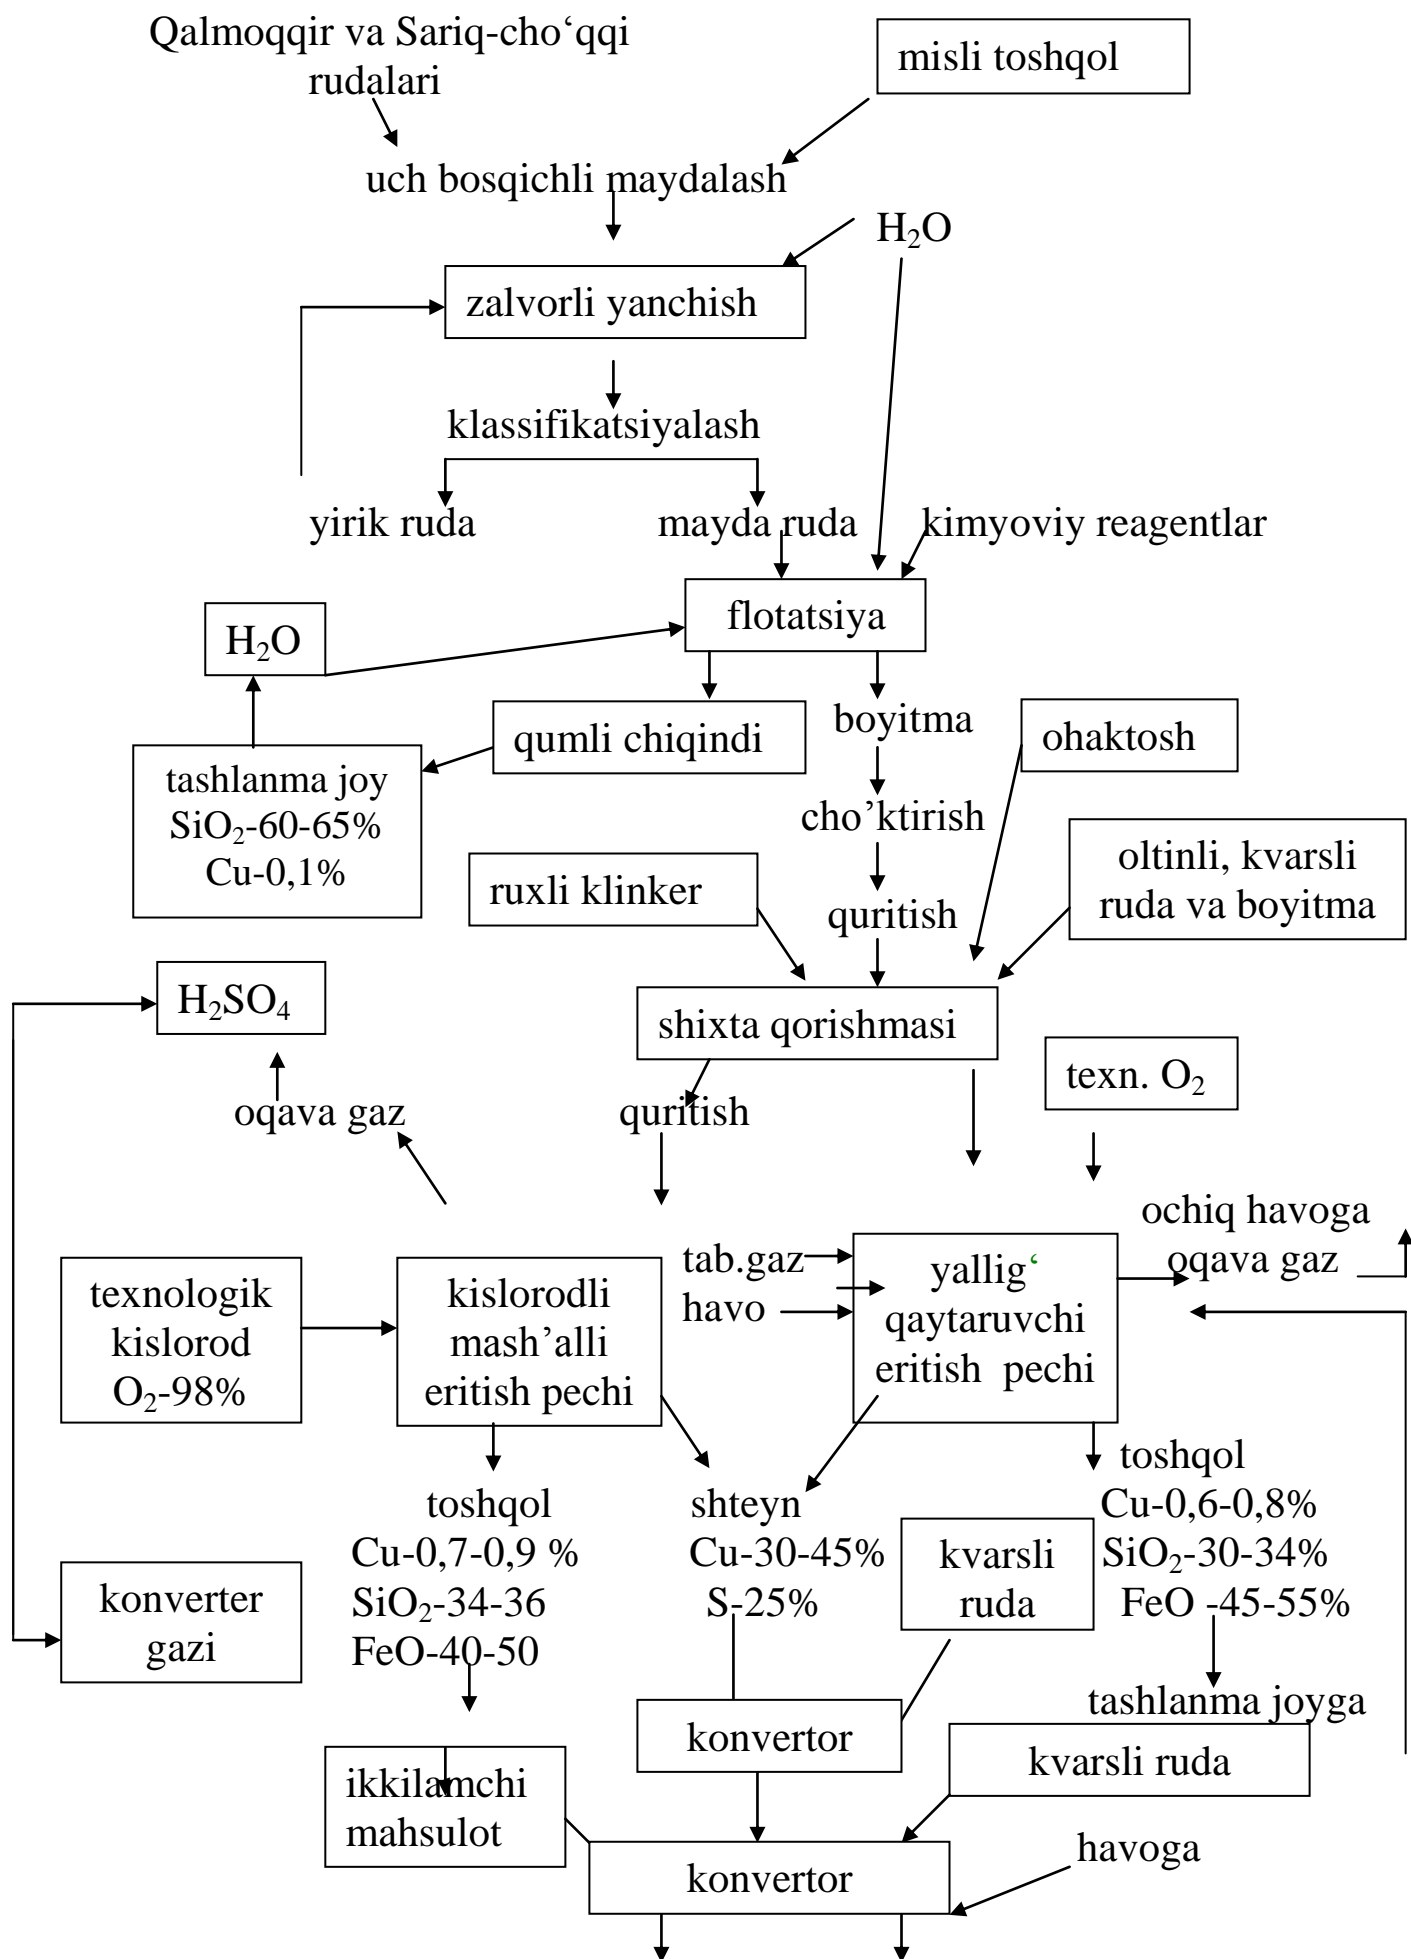 Qalmoqqir va Sariq-cho‘qqi
rudalari
misli toshqol
uch bosqichli maydalash
H₂O
zalvorli yanchish
klassifikatsiyalash
yirik ruda
mayda ruda
kimyoviy reagentlar
flotatsiya
H₂O
qumli chiqindi
boyitma
ohaktosh
tashlanma joy
SiO₂-60-65%
Cu-0,1%
cho’ktirish
ruxli klinker
quritish
oltinli, kvarsli
ruda va boyitma
H₂SO₄
shixta qorishmasi
texn. O₂
oqava gaz
quritish
ochiq havoga
oqava gaz
texnologik
kislorod
O₂-98%
kislorodli
mash’alli
eritish pechi
tab.gaz
havo
yallig‘
qaytaruvchi
eritish pechi
toshqol
Cu-0,7-0,9 %
SiO₂-34-36
FeO-40-50
shteyn
Cu-30-45%
S-25%
kvarsli
ruda
toshqol
Cu-0,6-0,8%
SiO₂-30-34%
FeO -45-55%
konverter
gazi
tashlanma joyga
konvertor
kvarsli ruda
ikkilamchi
mahsulot
konvertor
havoga